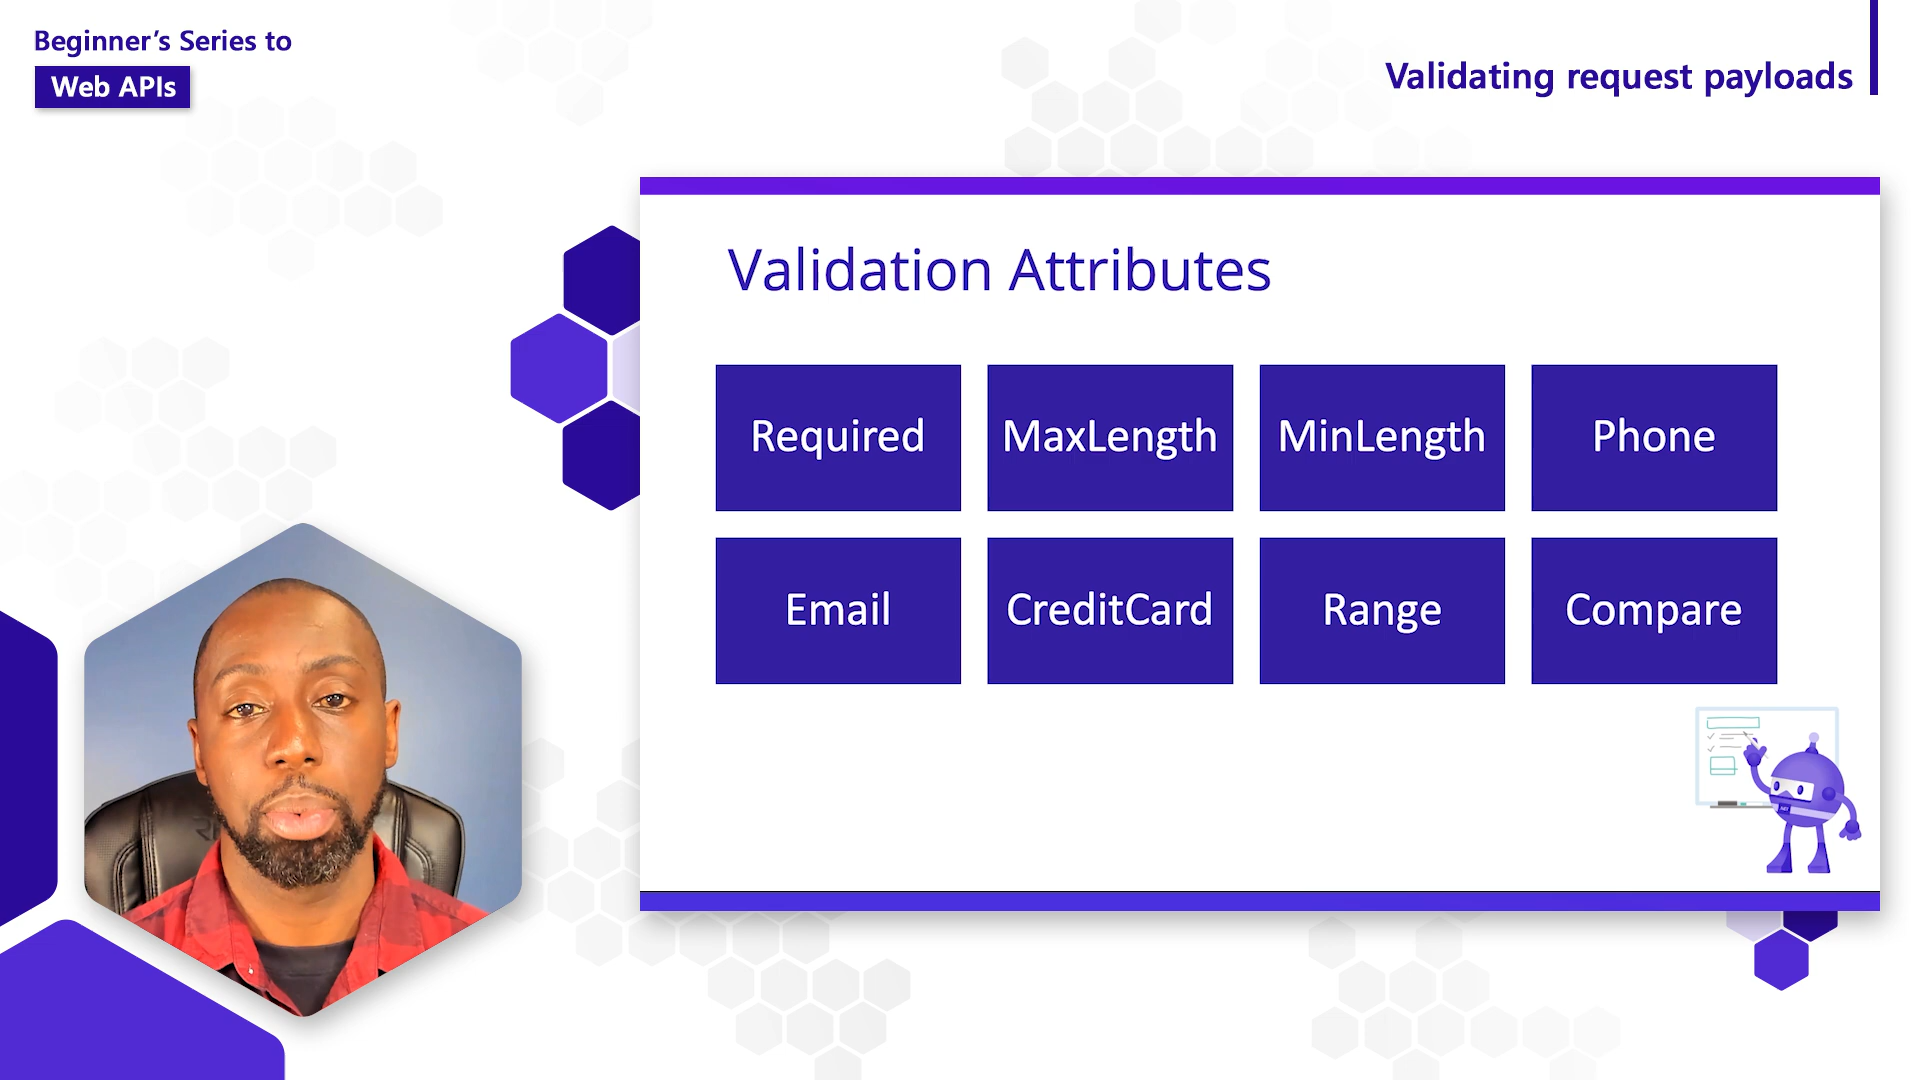 Beginner’s Series to
Web APIs
Validating request payloads
Validation Attributes
Required
MaxLength
MinLength
Phone
Email
CreditCard
Range
Compare